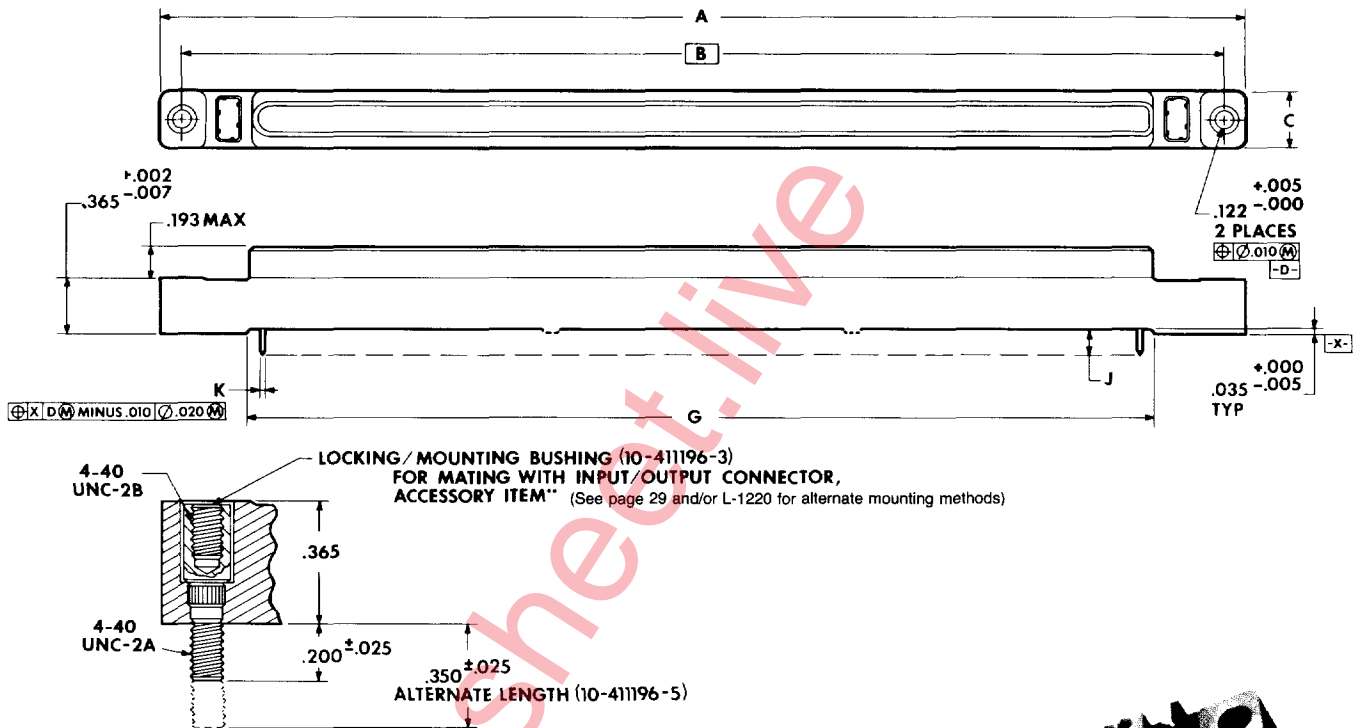 A
B
C
+.002
.365 -.007
.193 MAX
+.005
.122 -.000
2 PLACES
⌖ ∅.010 Ⓜ
-D-
K
J
-X-
+.000
.035 -.005
TYP
⌖ X D Ⓜ MINUS .010 ∅.020 Ⓜ
G
LOCKING/MOUNTING BUSHING (10-411196-3)
FOR MATING WITH INPUT/OUTPUT CONNECTOR,
ACCESSORY ITEM" (See page 29 and/or L-1220 for alternate mounting methods)
4-40
UNC-2B
.365
4-40
UNC-2A
.200 ±.025
.350 ±.025
ALTERNATE LENGTH (10-411196-5)
sheet.live